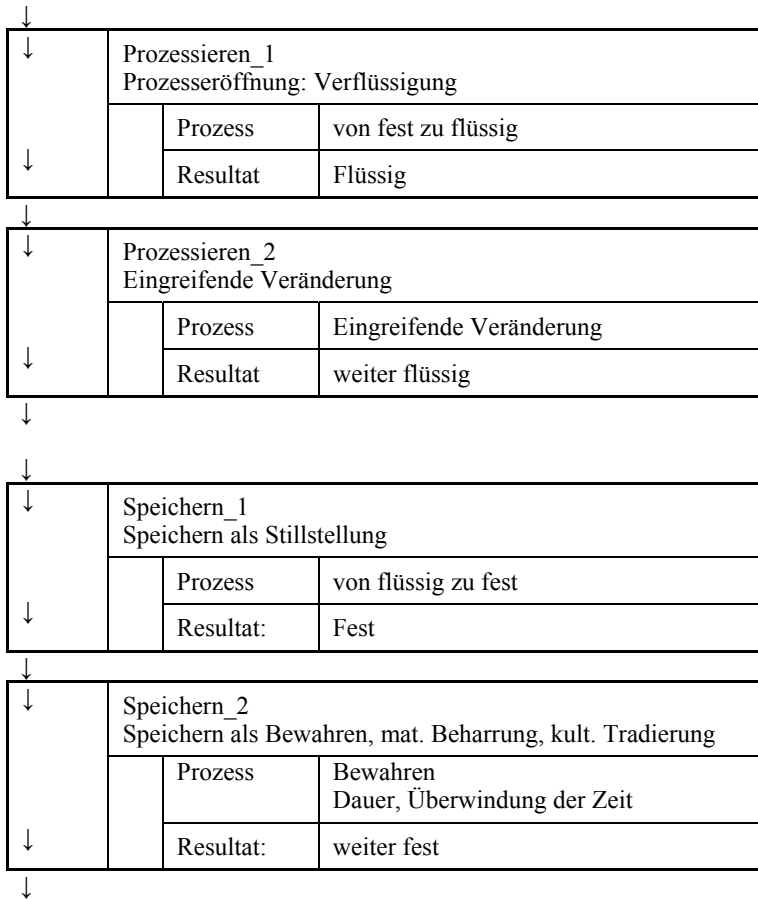 ↓
↓ Prozessieren_1
Prozesseröffnung: Verflüssigung
Prozess von fest zu flüssig
↓ Resultat Flüssig
↓
↓ Prozessieren_2
Eingreifende Veränderung
Prozess Eingreifende Veränderung
↓ Resultat weiter flüssig
↓
↓
↓ Speichern_1
Speichern als Stillstellung
Prozess von flüssig zu fest
↓ Resultat: Fest
↓
↓ Speichern_2
Speichern als Bewahren, mat. Beharrung, kult. Tradierung
Prozess Bewahren
Dauer, Überwindung der Zeit
↓ Resultat: weiter fest
↓